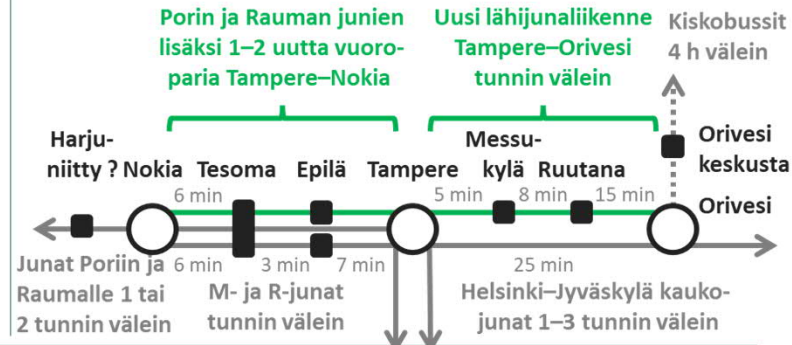 Porin ja Rauman junien
lisäksi 1–2 uutta vuoro-
paria Tampere–Nokia
Uusi lähijunaliikenne
Tampere–Orivesi
tunnin välein
Kiskobussit
4 h välein
Harju-
niitty ?
Nokia
Tesoma
Epilä
Tampere
Messu-
kylä
Ruutana
Orivesi
keskusta
Orivesi
6 min
5 min
8 min
15 min
6 min
3 min
7 min
25 min
Junat Poriin ja
Raumalle 1 tai
2 tunnin välein
M- ja R-junat
tunnin välein
Helsinki–Jyväskylä kauko-
junat 1–3 tunnin välein